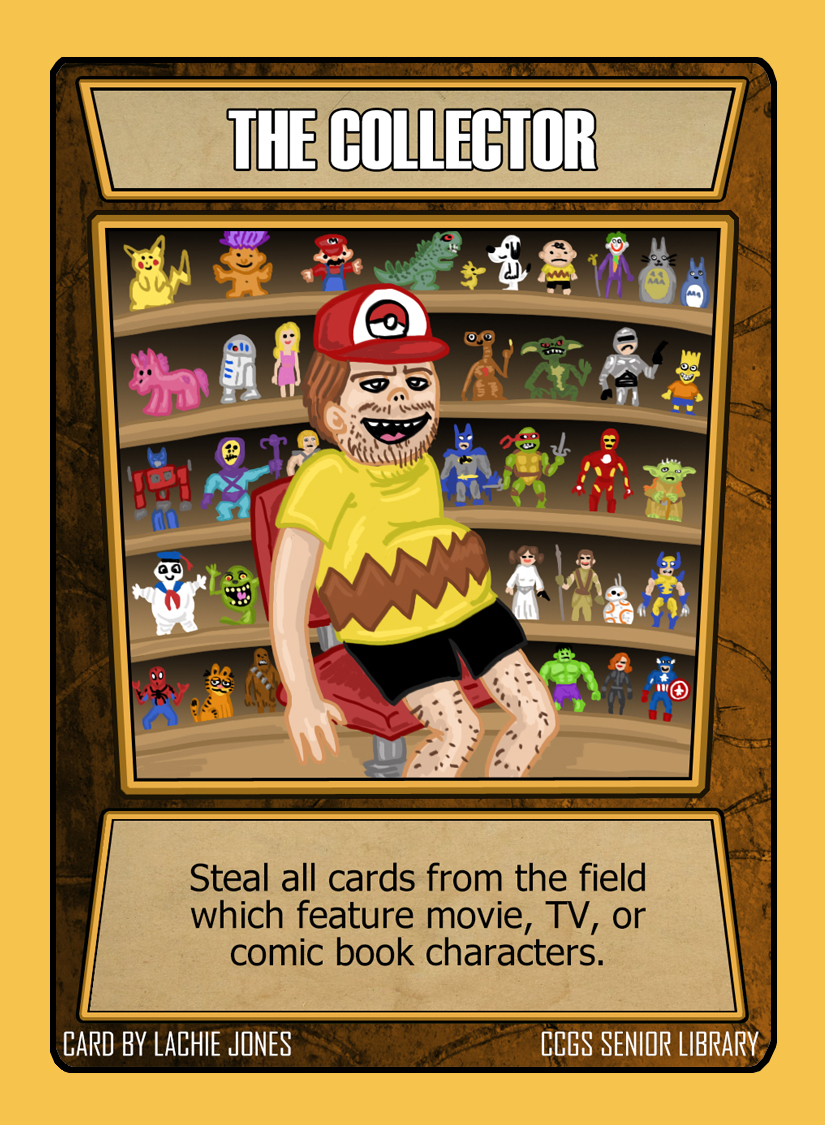 THE COLLECTOR
Steal all cards from the field
which feature movie, TV, or
comic book characters.
CARD BY LACHIE JONES
CCGS SENIOR LIBRARY